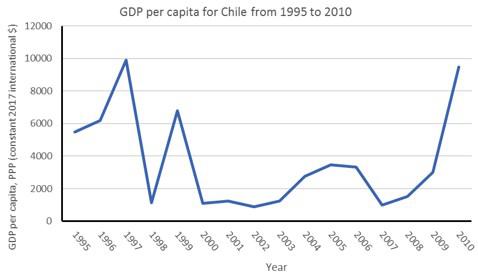 GDP per capita for Chile from 1995 to 2010
GDP per capita, PPP (constant 2017 international $)
12000
10000
8000
6000
4000
2000
0
1995 1996 1997 1998 1999 2000 2001 2002 2003 2004 2005 2006 2007 2008 2009 2010
Year